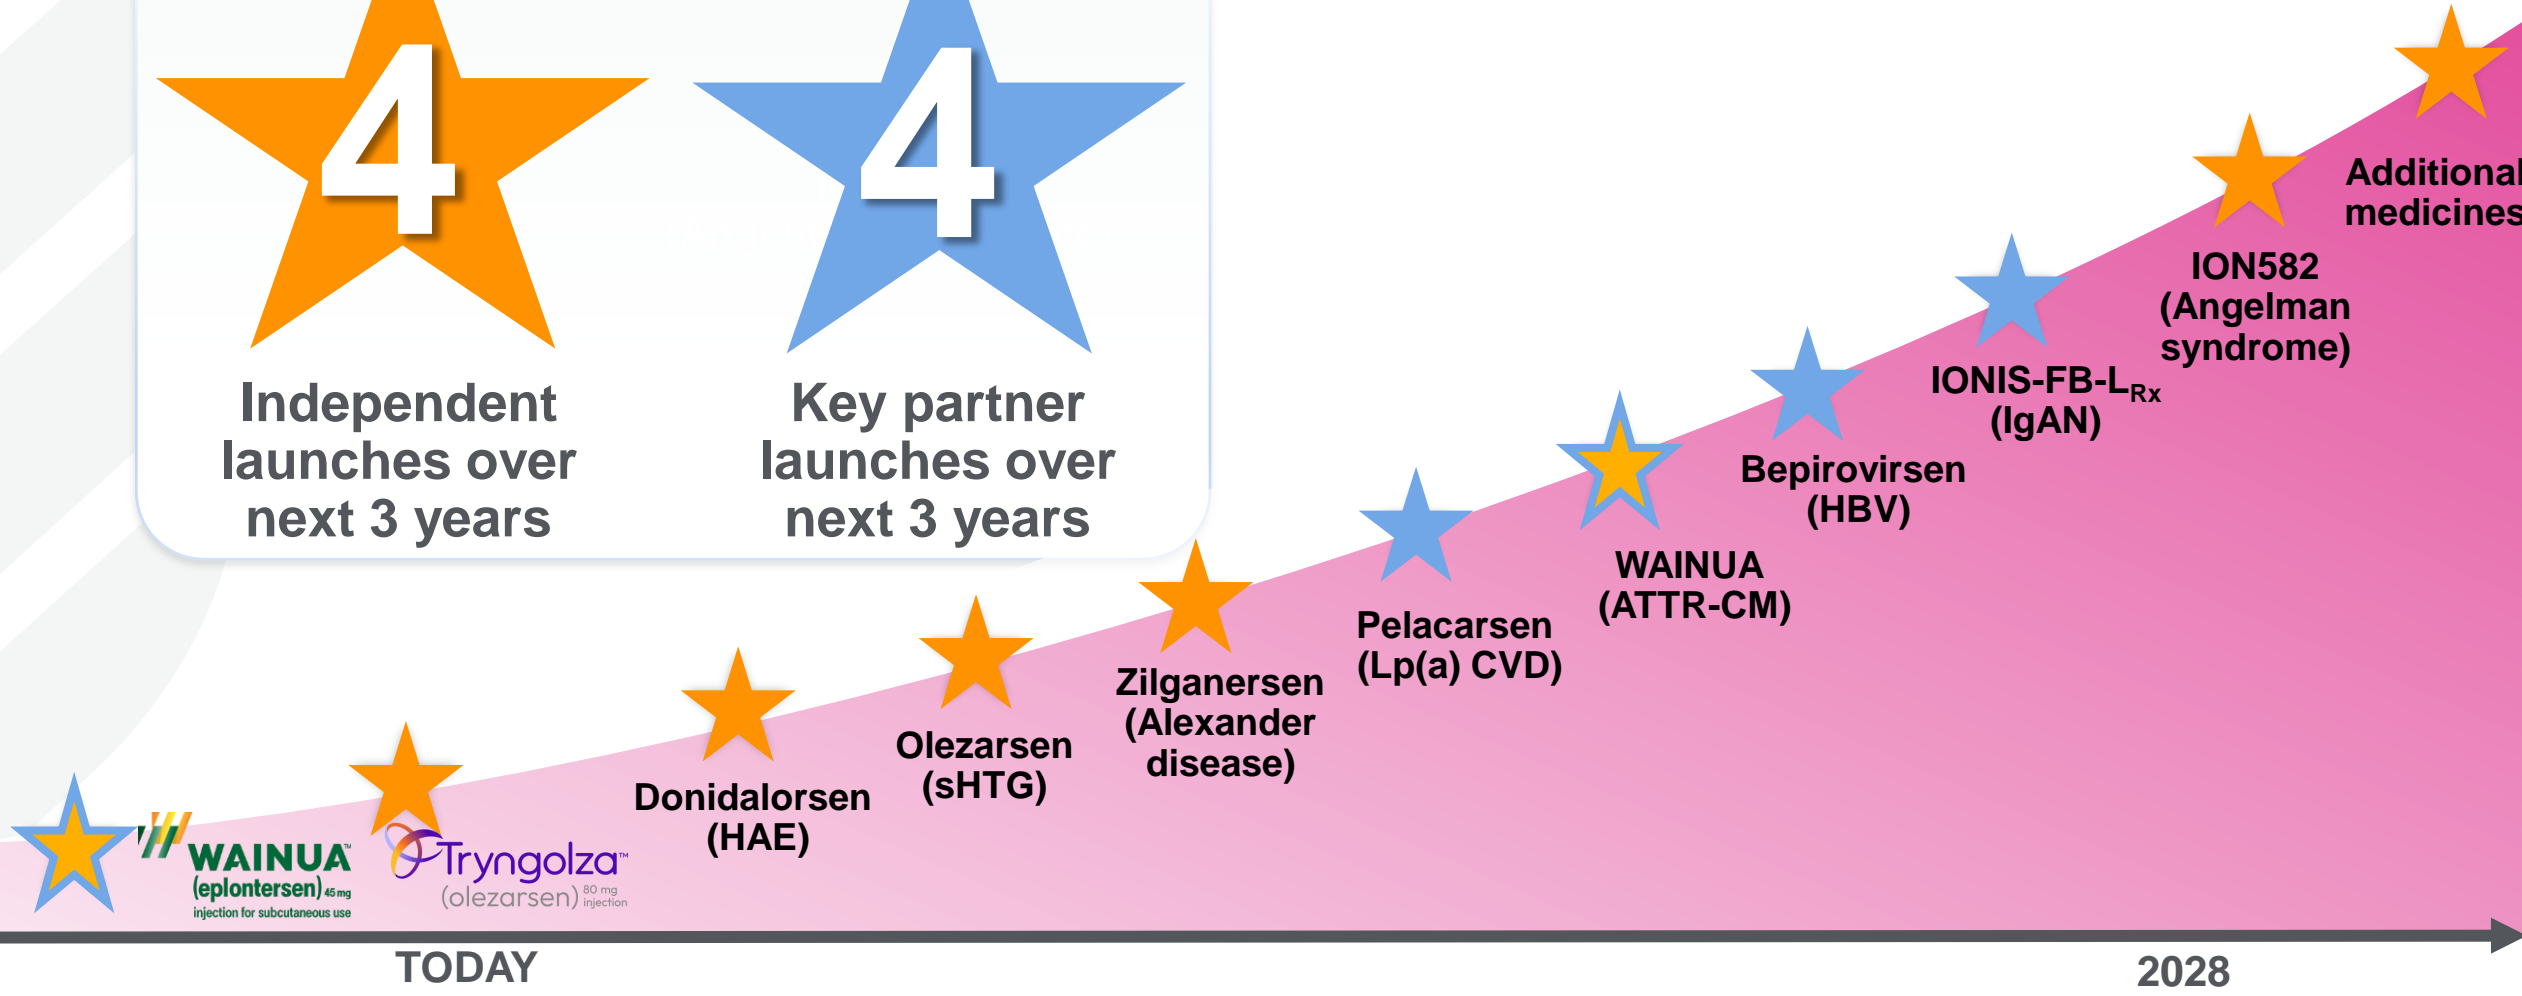 4
Independent
launches over
next 3 years
4
Key partner
launches over
next 3 years
WAINUA™
(eplontersen) 45 mg
injection for subcutaneous use
Tryngolza™
(olezarsen) 80 mg injection
Donidalorsen
(HAE)
Olezarsen
(sHTG)
Zilganersen
(Alexander
disease)
Pelacarsen
(Lp(a) CVD)
WAINUA
(ATTR-CM)
Bepirovirsen
(HBV)
IONIS-FB-LRx
(IgAN)
ION582
(Angelman
syndrome)
Additional
medicines
TODAY
2028